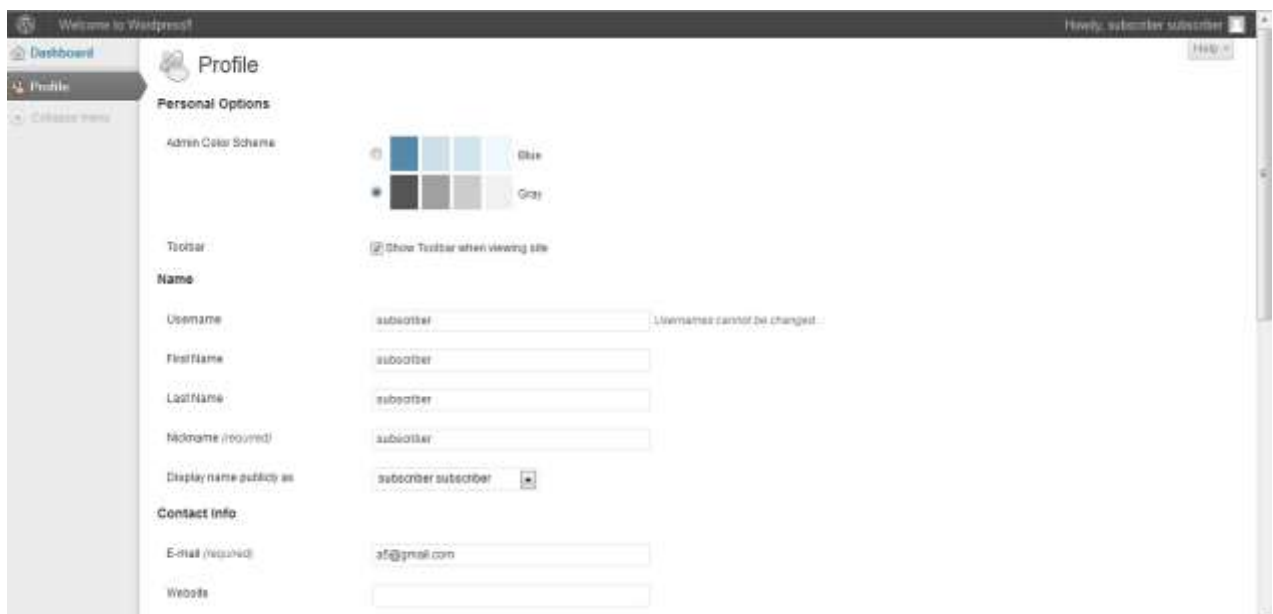 Welcome to Wordpress!!
Howdy, subscriber subscriber
Dashboard
Help
Profile
Profile
Collapse menu
Personal Options
Admin Color Scheme
Blue
Gray
Toolbar
Show Toolbar when viewing site
Name
Username
subscriber
Usernames cannot be changed.
First Name
subscriber
Last Name
subscriber
Nickname (required)
subscriber
Display name publicly as
subscriber subscriber
Contact Info
E-mail (required)
a5@gmail.com
Website